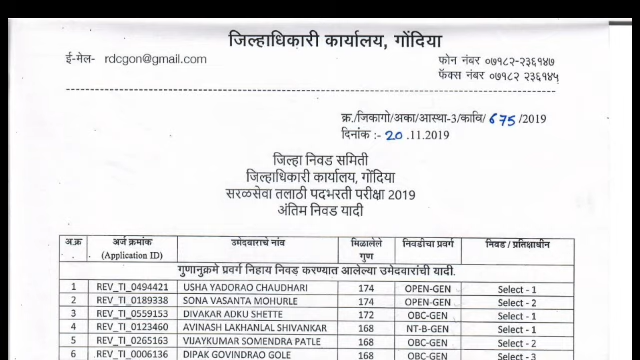 जिल्हाधिकारी कार्यालय, गोंदिया
ई-मेल- rdcgon@gmail.com
फोन नंबर ०७१८२-२३६१४७
फॅक्स नंबर ०७१८२ २३६१४५
क्र./जिकागो/अका/आस्था-3/कावि/ 675 /2019
दिनांक :- 20 .11.2019
जिल्हा निवड समिती
जिल्हाधिकारी कार्यालय, गोंदिया
सरळसेवा तलाठी पदभरती परीक्षा 2019
अंतिम निवड यादी
अ.क्र अर्ज क्रमांक (Application ID) उमेदवाराचे नांव मिळालेले गुण निवडीचा प्रवर्ग निवड / प्रतिक्षाधीन
गुणानुक्रमे प्रवर्ग निहाय निवड करण्यात आलेल्या उमेदवारांची यादी.
1 REV_TI_0494421 USHA YADORAO CHAUDHARI 174 OPEN-GEN Select - 1
2 REV_TI_0189338 SONA VASANTA MOHURLE 174 OPEN-GEN Select - 2
3 REV_TI_0559153 DIVAKAR ADKU SHETTE 172 OBC-GEN Select - 1
4 REV_TI_0123460 AVINASH LAKHANLAL SHIVANKAR 168 NT-B-GEN Select - 1
5 REV_TI_0265163 VIJAYKUMAR SOMENDRA PATLE 168 OBC-GEN Select - 2
6 REV_TI_0006136 DIPAK GOVINDRAO GOLE 168 OBC-GEN Select - 3